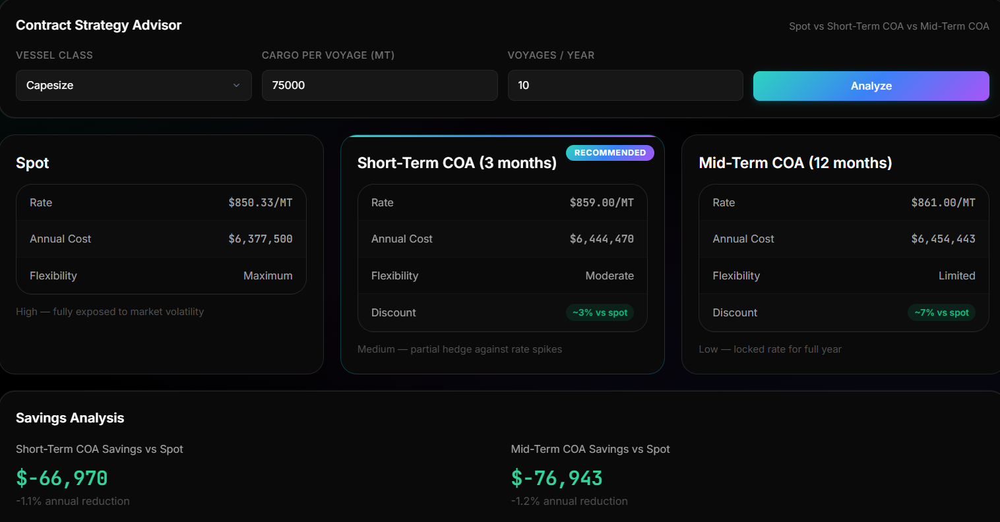 Contract Strategy Advisor
Spot vs Short-Term COA vs Mid-Term COA
VESSEL CLASS
CARGO PER VOYAGE (MT)
VOYAGES / YEAR
Capesize
75000
10
Analyze
Spot
Rate $850.33/MT
Annual Cost $6,377,500
Flexibility Maximum
High — fully exposed to market volatility
RECOMMENDED
Short-Term COA (3 months)
Rate $859.00/MT
Annual Cost $6,444,470
Flexibility Moderate
Discount ~3% vs spot
Medium — partial hedge against rate spikes
Mid-Term COA (12 months)
Rate $861.00/MT
Annual Cost $6,454,443
Flexibility Limited
Discount ~7% vs spot
Low — locked rate for full year
Savings Analysis
Short-Term COA Savings vs Spot
$-66,970
-1.1% annual reduction
Mid-Term COA Savings vs Spot
$-76,943
-1.2% annual reduction